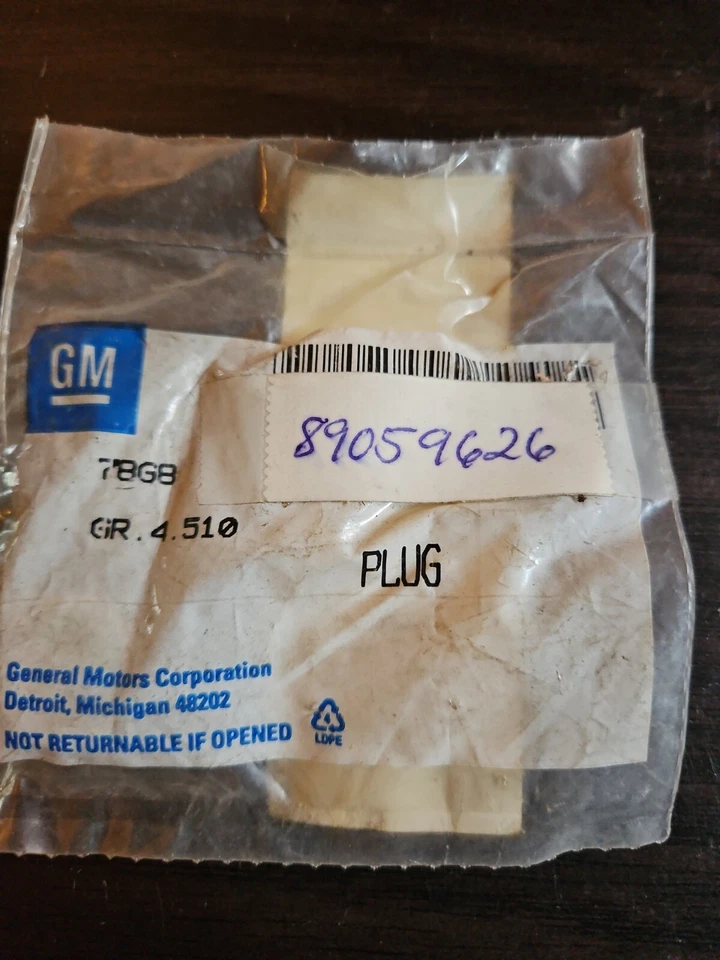 GM
89059626
78G8
GR.4.510
PLUG
General Motors Corporation
Detroit, Michigan 48202
NOT RETURNABLE IF OPENED
4
LDPE